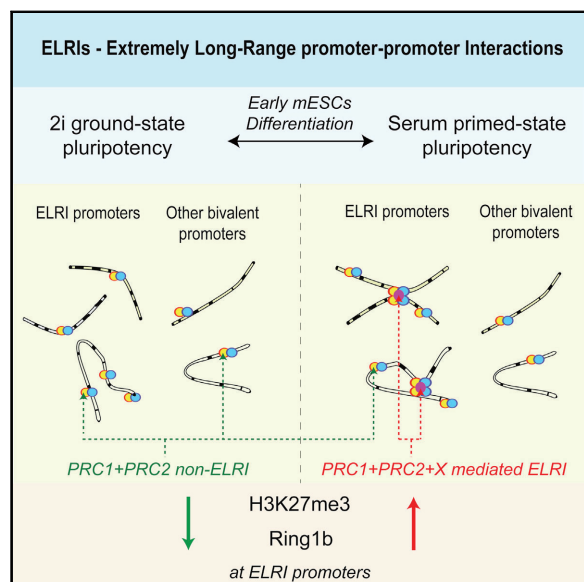 ELRIs - Extremely Long-Range promoter-promoter Interactions
2i ground-state
pluripotency
Early mESCs
Differentiation
Serum primed-state
pluripotency
ELRI promoters
Other bivalent
promoters
ELRI promoters
Other bivalent
promoters
PRC1+PRC2 non-ELRI
PRC1+PRC2+X mediated ELRI
H3K27me3
Ring1b
at ELRI promoters